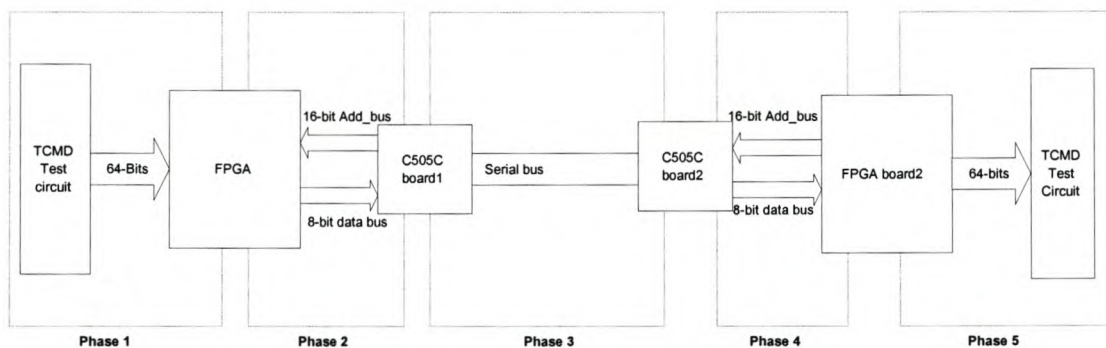 TCMD
Test
circuit
64-Bits
FPGA
16-bit Add_bus
8-bit data bus
C505C
board1
Serial bus
C505C
board2
16-bit Add_bus
8-bit data bus
FPGA board2
64-bits
TCMD
Test
Circuit
Phase 1
Phase 2
Phase 3
Phase 4
Phase 5